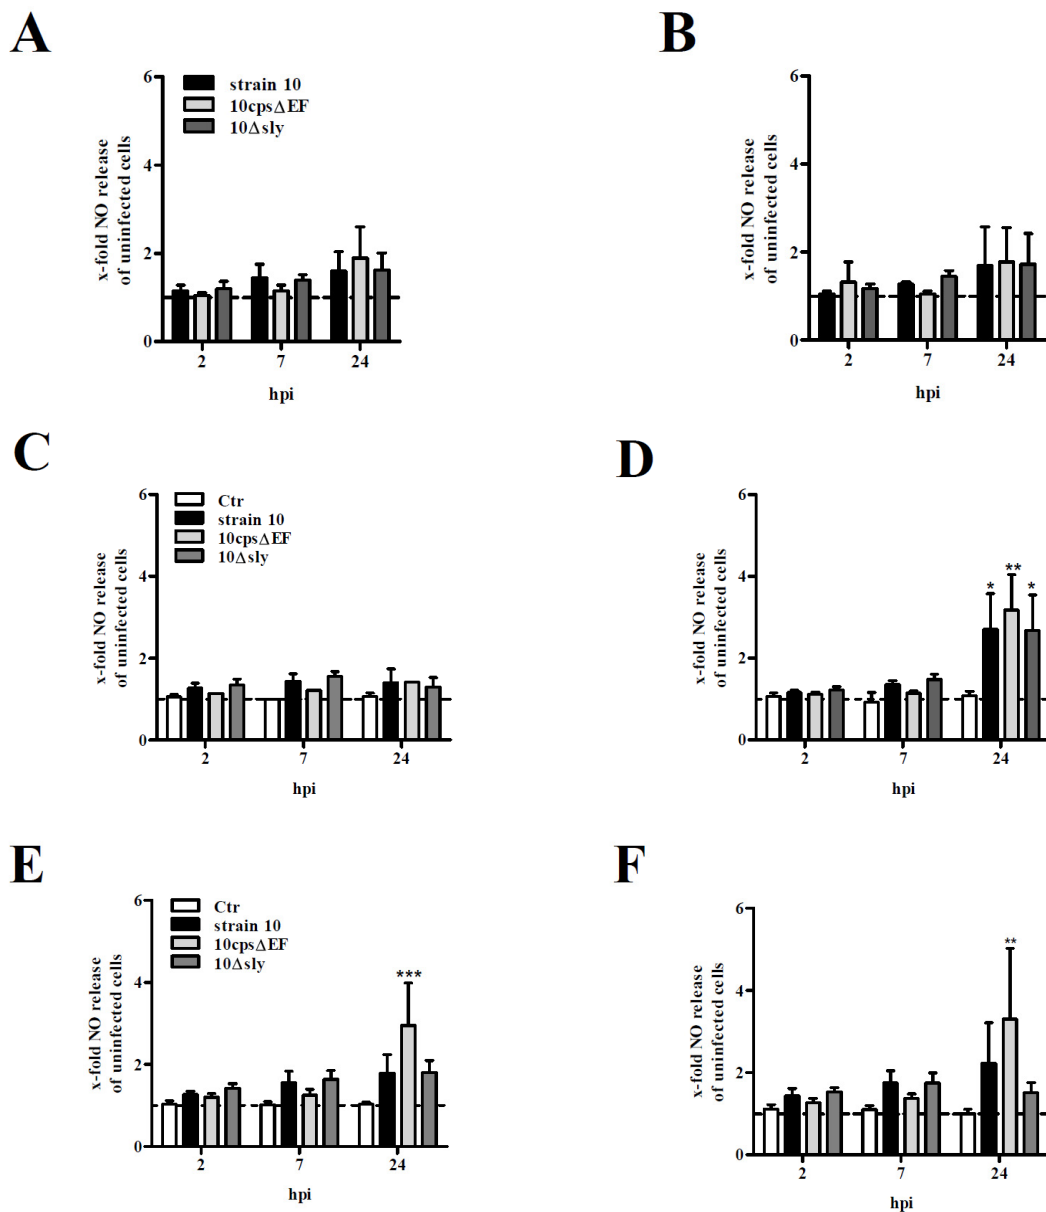 A
6
4
2
0
x-fold NO release
of uninfected cells
strain 10
10cpsΔEF
10Δsly
2 7 24
hpi
B
6
4
2
0
x-fold NO release
of uninfected cells
2 7 24
hpi
C
6
4
2
0
x-fold NO release
of uninfected cells
Ctr
strain 10
10cpsΔEF
10Δsly
2 7 24
hpi
D
6
4
2
0
x-fold NO release
of uninfected cells
* ** *
2 7 24
hpi
E
6
4
2
0
x-fold NO release
of uninfected cells
Ctr
strain 10
10cpsΔEF
10Δsly
***
2 7 24
hpi
F
6
4
2
0
x-fold NO release
of uninfected cells
**
2 7 24
hpi